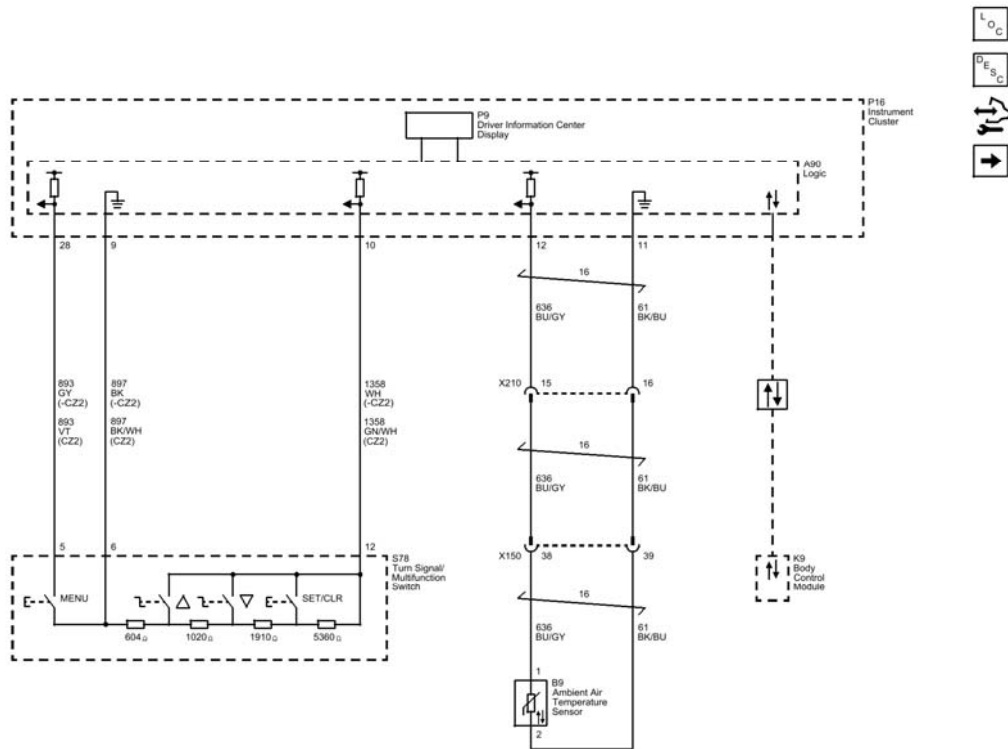 L
O
C
D
E
S
C
P16
Instrument
Cluster
P9
Driver Information Center
Display
A90
Logic
28 9 10 12 11
16
636
BU/GY
61
BK/BU
893
GY
(-CZ2)
897
BK
(-CZ2)
1358
WH
(-CZ2)
X210 15 16
893
VT
(CZ2)
897
BK/WH
(CZ2)
1358
GN/WH
(CZ2)
16
636
BU/GY
61
BK/BU
5 6 12
S78
Turn Signal/
Multifunction
Switch
X150 38 39
K9
Body
Control
Module
MENU SET/CLR
16
604 Ω 1020 Ω 1910 Ω 5360 Ω
636
BU/GY
61
BK/BU
1
B9
Ambient Air
Temperature
Sensor
2